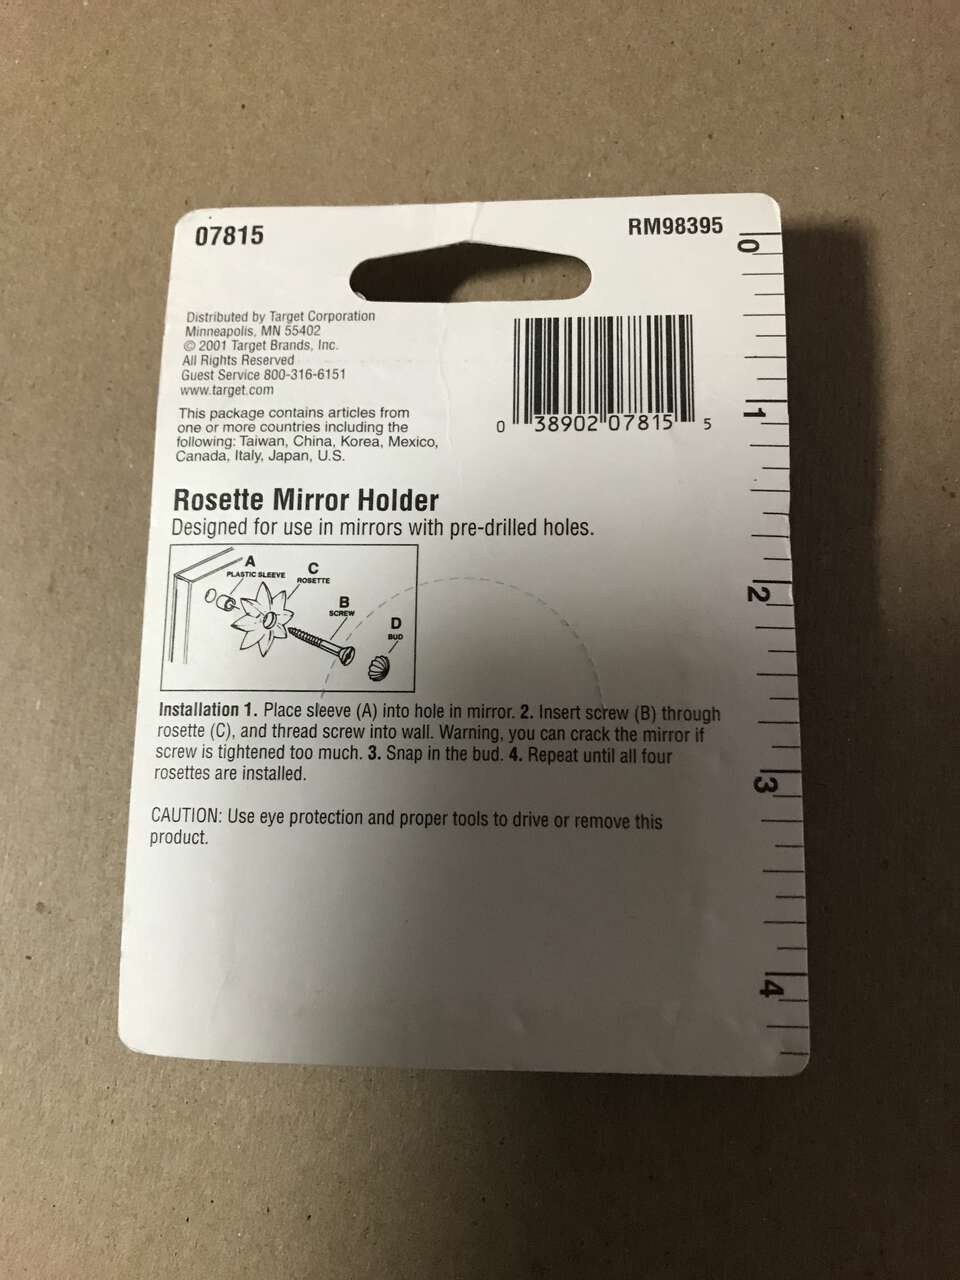 07815
RM98395
Distributed by Target Corporation
Minneapolis, MN 55402
© 2001 Target Brands, Inc.
All Rights Reserved
Guest Service 800-316-6151
www.target.com
This package contains articles from
one or more countries including the
following: Taiwan, China, Korea, Mexico,
Canada, Italy, Japan, U.S.
0 38902 07815 5
Rosette Mirror Holder
Designed for use in mirrors with pre-drilled holes.
A
PLASTIC SLEEVE
C
ROSETTE
B
SCREW
D
BUD
Installation 1. Place sleeve (A) into hole in mirror. 2. Insert screw (B) through
rosette (C), and thread screw into wall. Warning, you can crack the mirror if
screw is tightened too much. 3. Snap in the bud. 4. Repeat until all four
rosettes are installed.
CAUTION: Use eye protection and proper tools to drive or remove this
product.
0
1
2
3
4